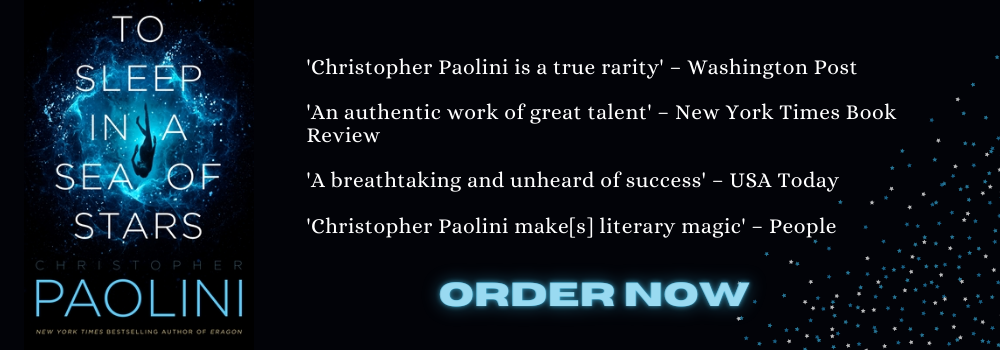 TO
SLEEP
IN A
SEA OF
STARS
CHRISTOPHER
PAOLINI
NEW YORK TIMES BESTSELLING AUTHOR OF ERAGON
'Christopher Paolini is a true rarity' – Washington Post
'An authentic work of great talent' – New York Times Book
Review
'A breathtaking and unheard of success' – USA Today
'Christopher Paolini make[s] literary magic' – People
ORDER NOW